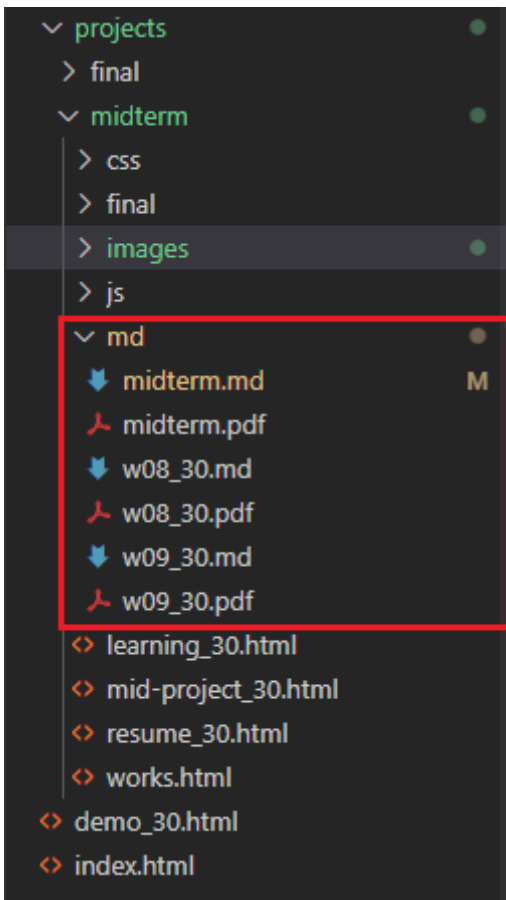 projects
final
midterm
css
final
images
js
md
midterm.md M
midterm.pdf
w08_30.md
w08_30.pdf
w09_30.md
w09_30.pdf
learning_30.html
mid-project_30.html
resume_30.html
works.html
demo_30.html
index.html